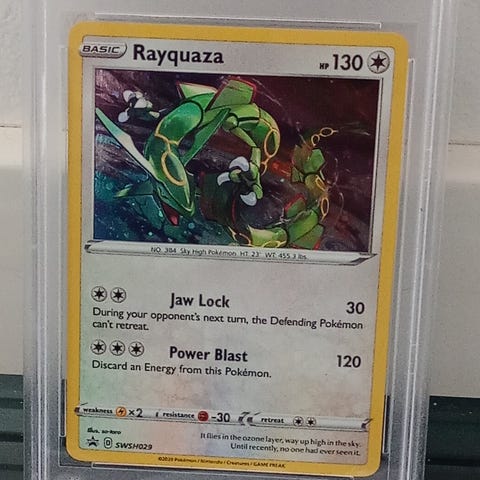 BASIC Rayquaza HP 130
NO. 384 Sky High Pokémon HT: 23' WT: 455.3 lbs.
Jaw Lock 30
During your opponent's next turn, the Defending Pokémon
can't retreat.
Power Blast 120
Discard an Energy from this Pokémon.
weakness ×2 resistance -30 retreat
Illus. so-taro
D SWSH029
It flies in the ozone layer, way up high in the sky.
Until recently, no one had ever seen it.
©2020 Pokémon / Nintendo / Creatures / GAME FREAK